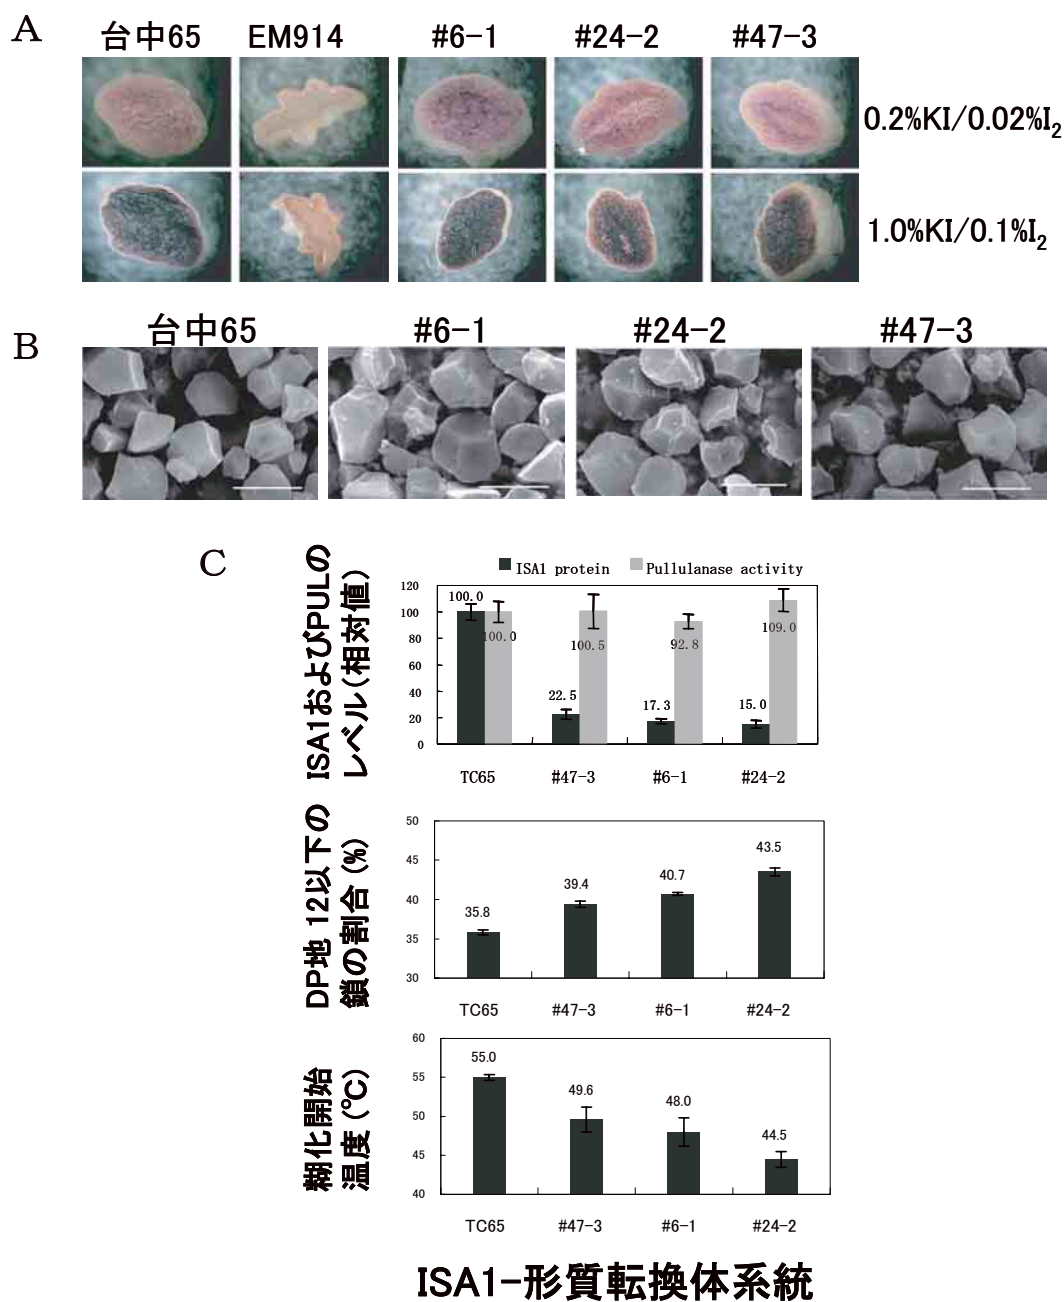 A
台中65 EM914 #6-1 #24-2 #47-3
0.2%KI/0.02%I₂
1.0%KI/0.1%I₂
B
台中65 #6-1 #24-2 #47-3
C
ISA1およびPULの
レベル(相対値)
ISA1 protein Pullulanase activity
120
100
80
60
40
20
0
100.0 100.0
22.5 100.5
17.3 92.8
15.0 109.0
TC65 #47-3 #6-1 #24-2
DP地 12以下の
鎖の割合(%)
50
45
40
35
30
35.8 39.4 40.7 43.5
TC65 #47-3 #6-1 #24-2
糊化開始
温度(℃)
60
55
50
45
40
55.0 49.6 48.0 44.5
TC65 #47-3 #6-1 #24-2
ISA1-形質転換体系統